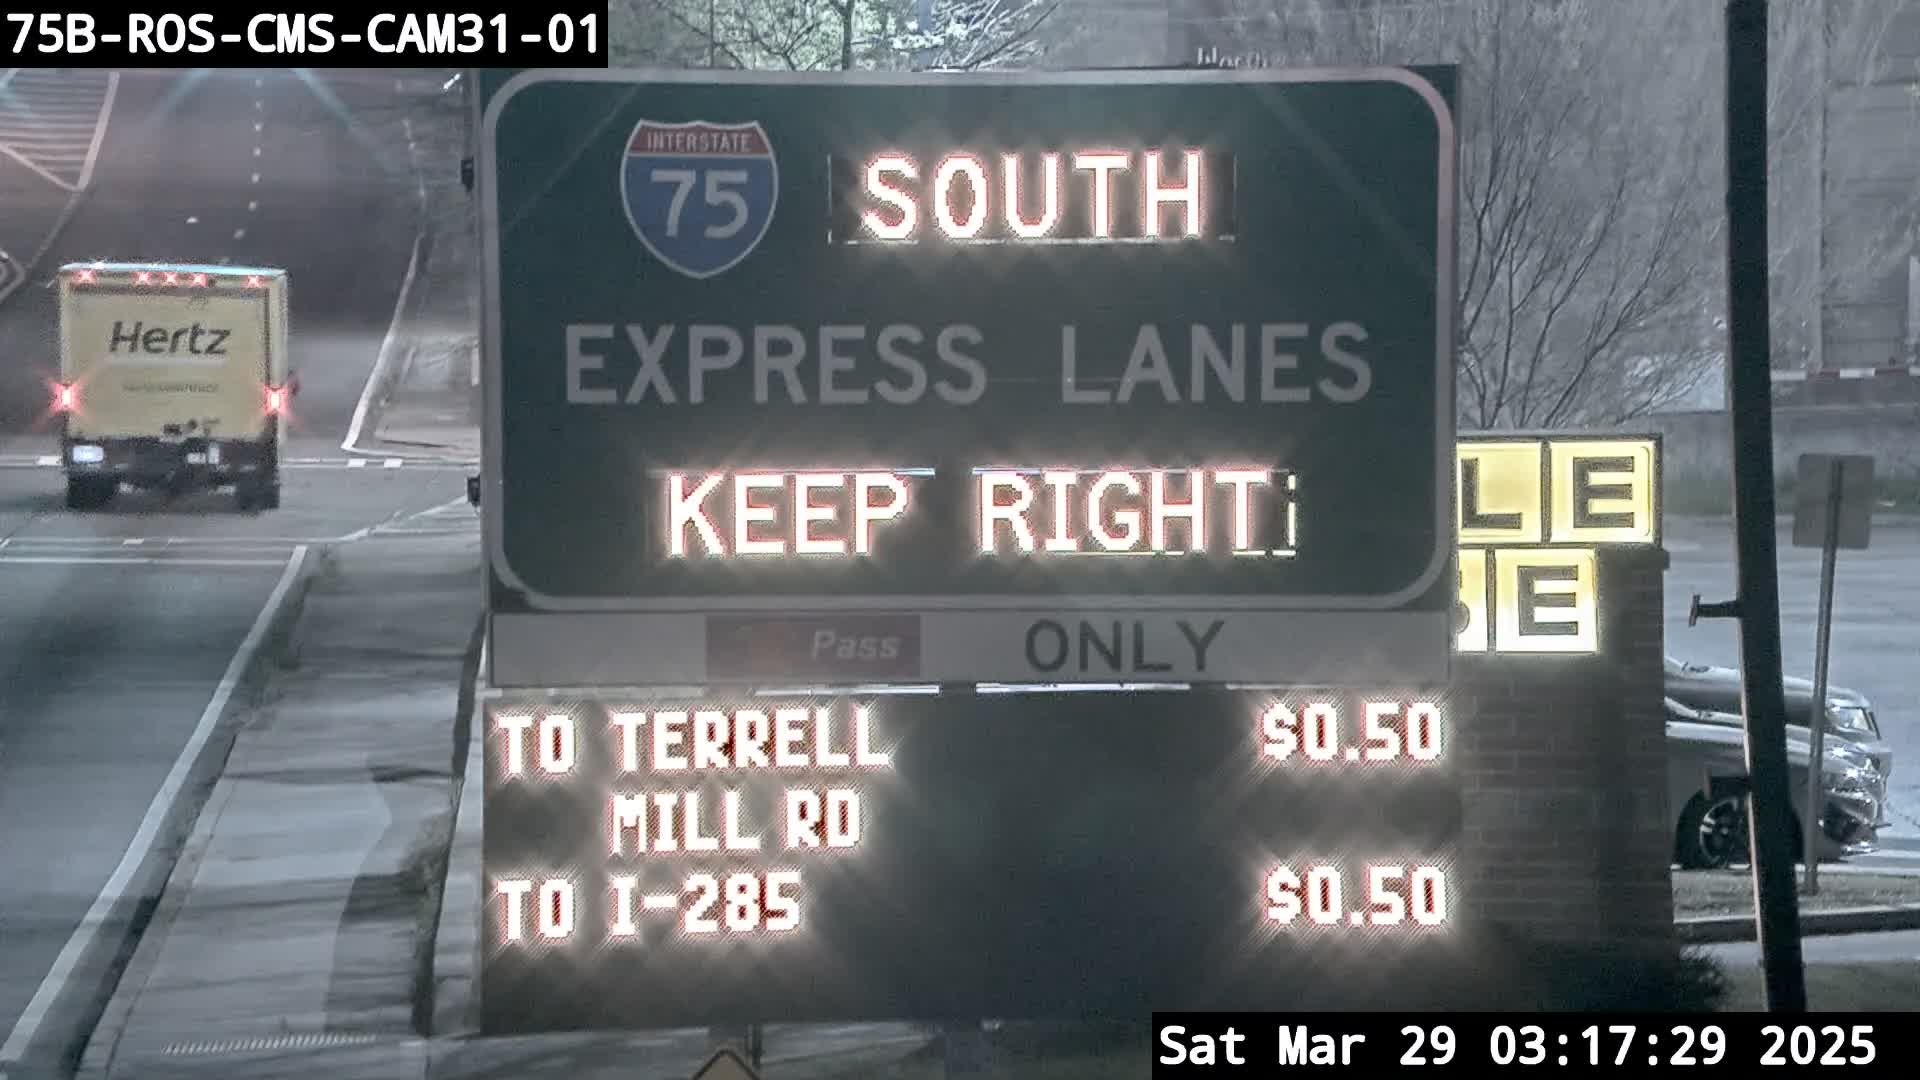 75B-ROS-CMS-CAM31-01
INTERSTATE
75
SOUTH
EXPRESS LANES
KEEP RIGHT
Pass ONLY
TO TERRELL $0.50
MILL RD
TO I-285 $0.50
Hertz
LE
E
Sat Mar 29 03:17:29 2025